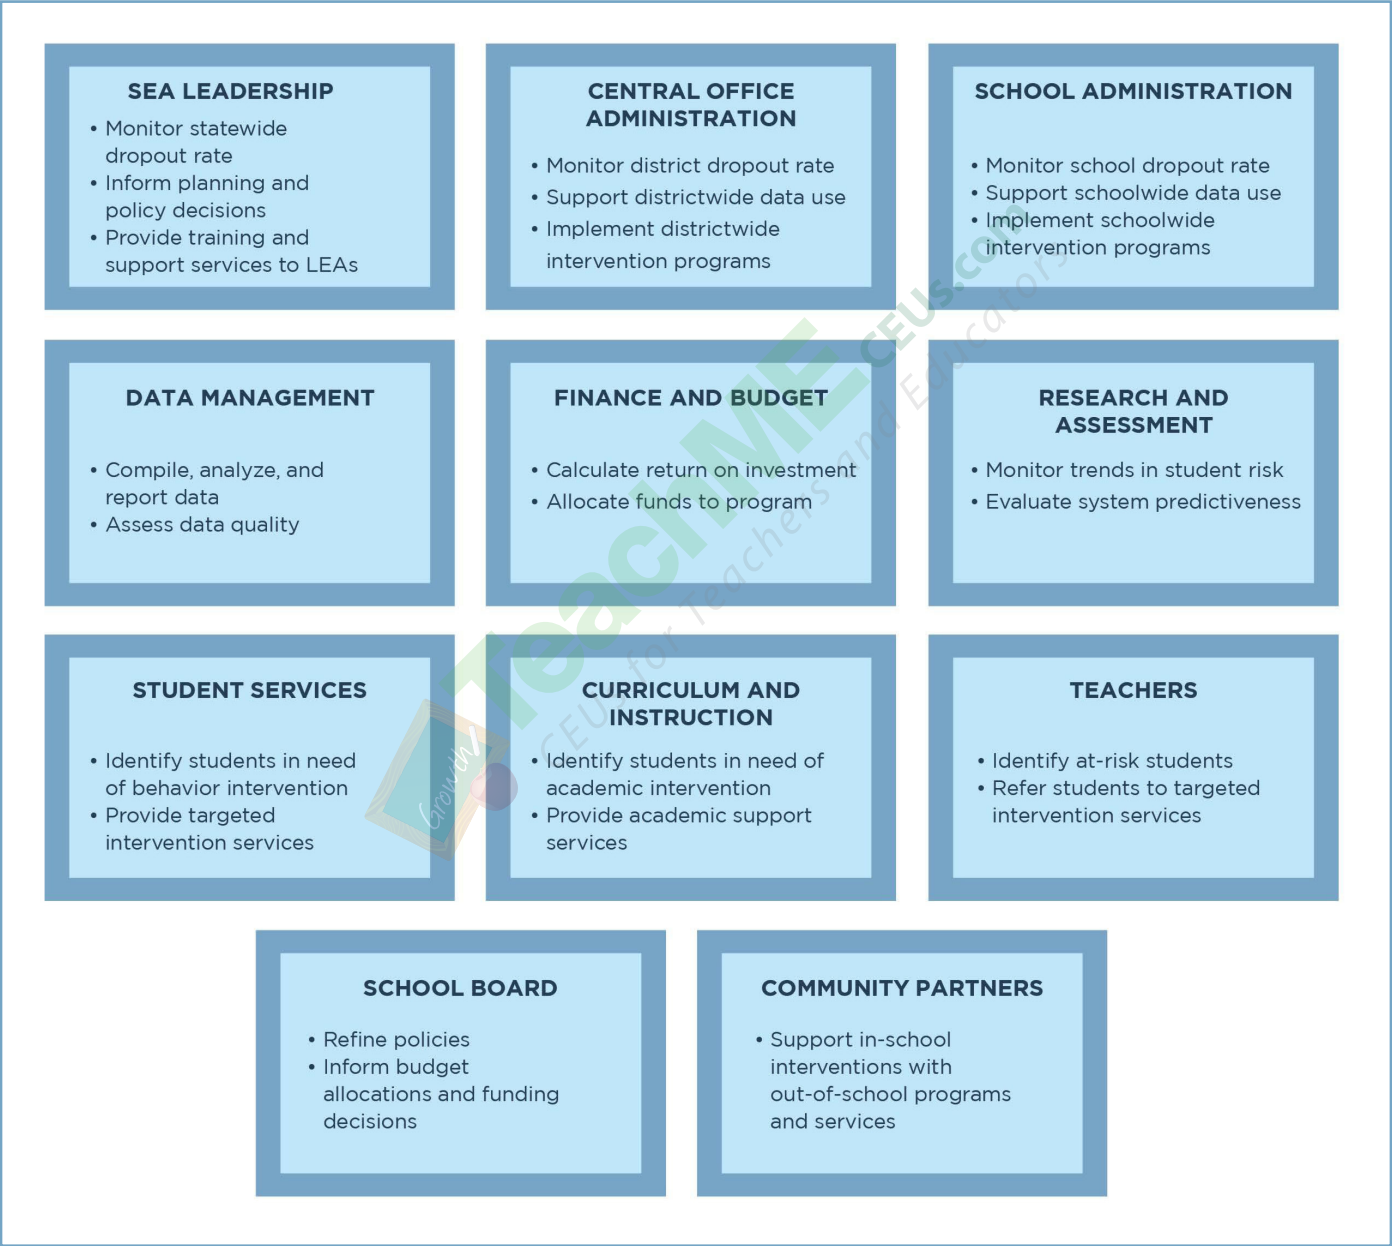 SEA LEADERSHIP
• Monitor statewide
dropout rate
• Inform planning and
policy decisions
• Provide training and
support services to LEAs
CENTRAL OFFICE
ADMINISTRATION
• Monitor district dropout rate
• Support districtwide data use
• Implement districtwide
intervention programs
SCHOOL ADMINISTRATION
• Monitor school dropout rate
• Support schoolwide data use
• Implement schoolwide
intervention programs
DATA MANAGEMENT
• Compile, analyze, and
report data
• Assess data quality
FINANCE AND BUDGET
• Calculate return on investment
• Allocate funds to program
RESEARCH AND
ASSESSMENT
• Monitor trends in student risk
• Evaluate system predictiveness
STUDENT SERVICES
• Identify students in need
of behavior intervention
• Provide targeted
intervention services
CURRICULUM AND
INSTRUCTION
• Identify students in need of
academic intervention
• Provide academic support
services
TEACHERS
• Identify at-risk students
• Refer students to targeted
intervention services
SCHOOL BOARD
• Refine policies
• Inform budget
allocations and funding
decisions
COMMUNITY PARTNERS
• Support in-school
interventions with
out-of-school programs
and services
Growth!
TeachMECEUs.com
CEUs for Teachers and Educators